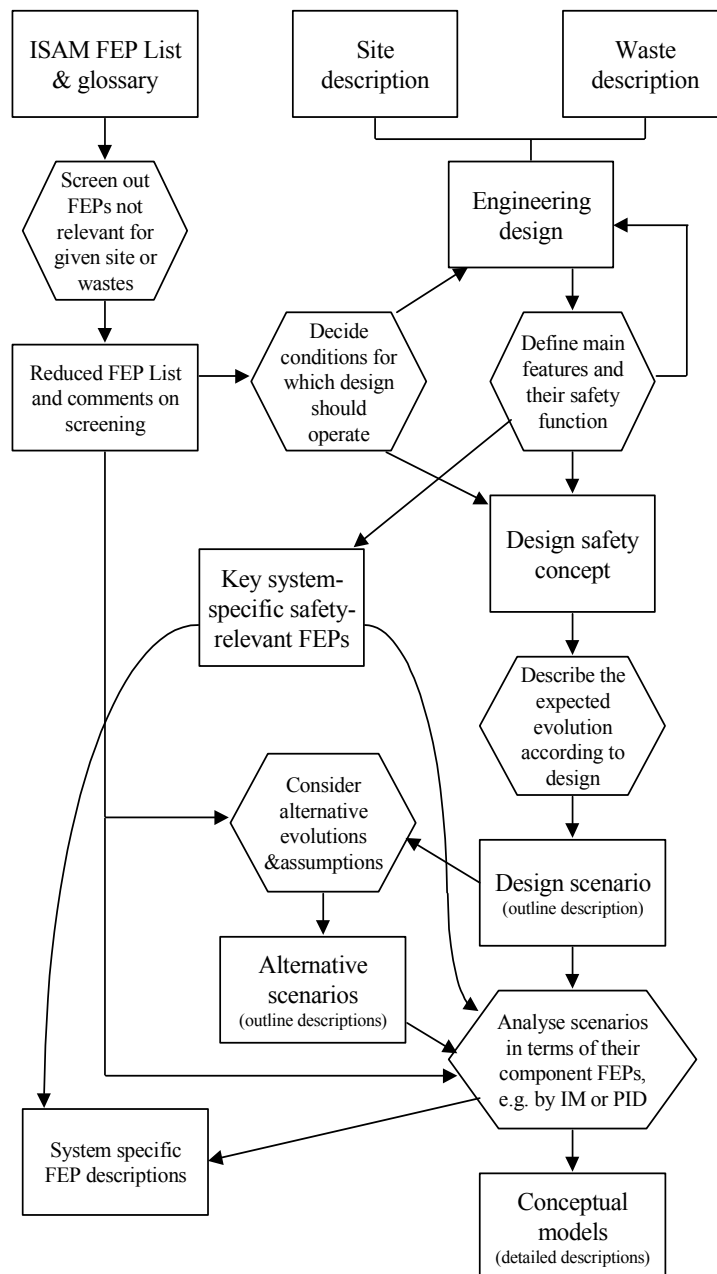 ISAM FEP List
& glossary
Site
description
Waste
description
Screen out
FEPs not
relevant for
given site or
wastes
Engineering
design
Reduced FEP List
and comments on
screening
Decide
conditions for
which design
should
operate
Define main
features and
their safety
function
Key system-
specific safety-
relevant FEPs
Design safety
concept
Describe the
expected
evolution
according to
design
Consider
alternative
evolutions
&assumptions
Design scenario
(outline description)
Alternative
scenarios
(outline descriptions)
Analyse scenarios
in terms of their
component FEPs,
e.g. by IM or PID
System specific
FEP descriptions
Conceptual
models
(detailed descriptions)